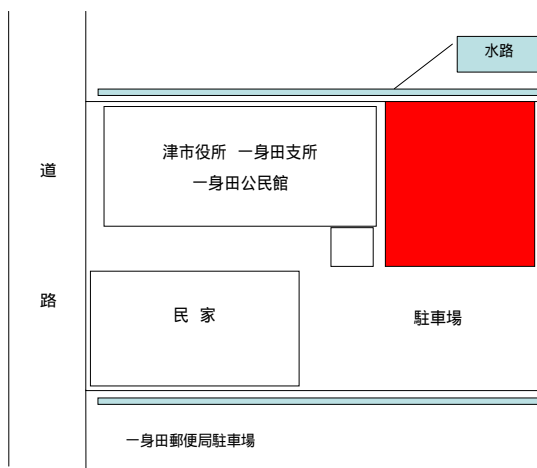 水路
津市役所 一身田支所
一身田公民館
道
路
民 家
駐車場
一身田郵便局駐車場